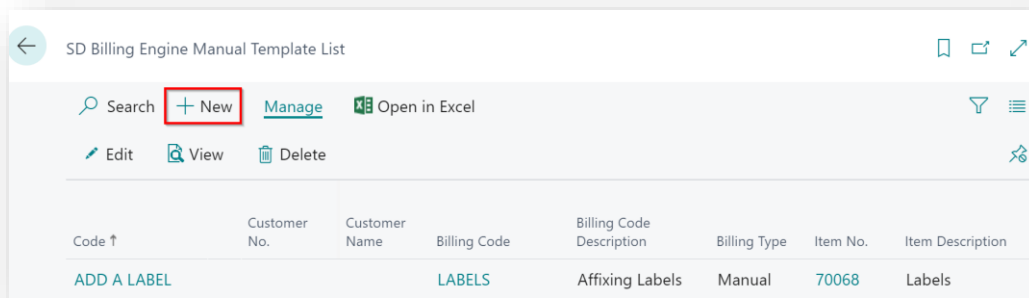 SD Billing Engine Manual Template List
Search New Manage Open in Excel
Edit View Delete
Code ↑ Customer No. Customer Name Billing Code Billing Code Description Billing Type Item No. Item Description
ADD A LABEL LABELS Affixing Labels Manual 70068 Labels